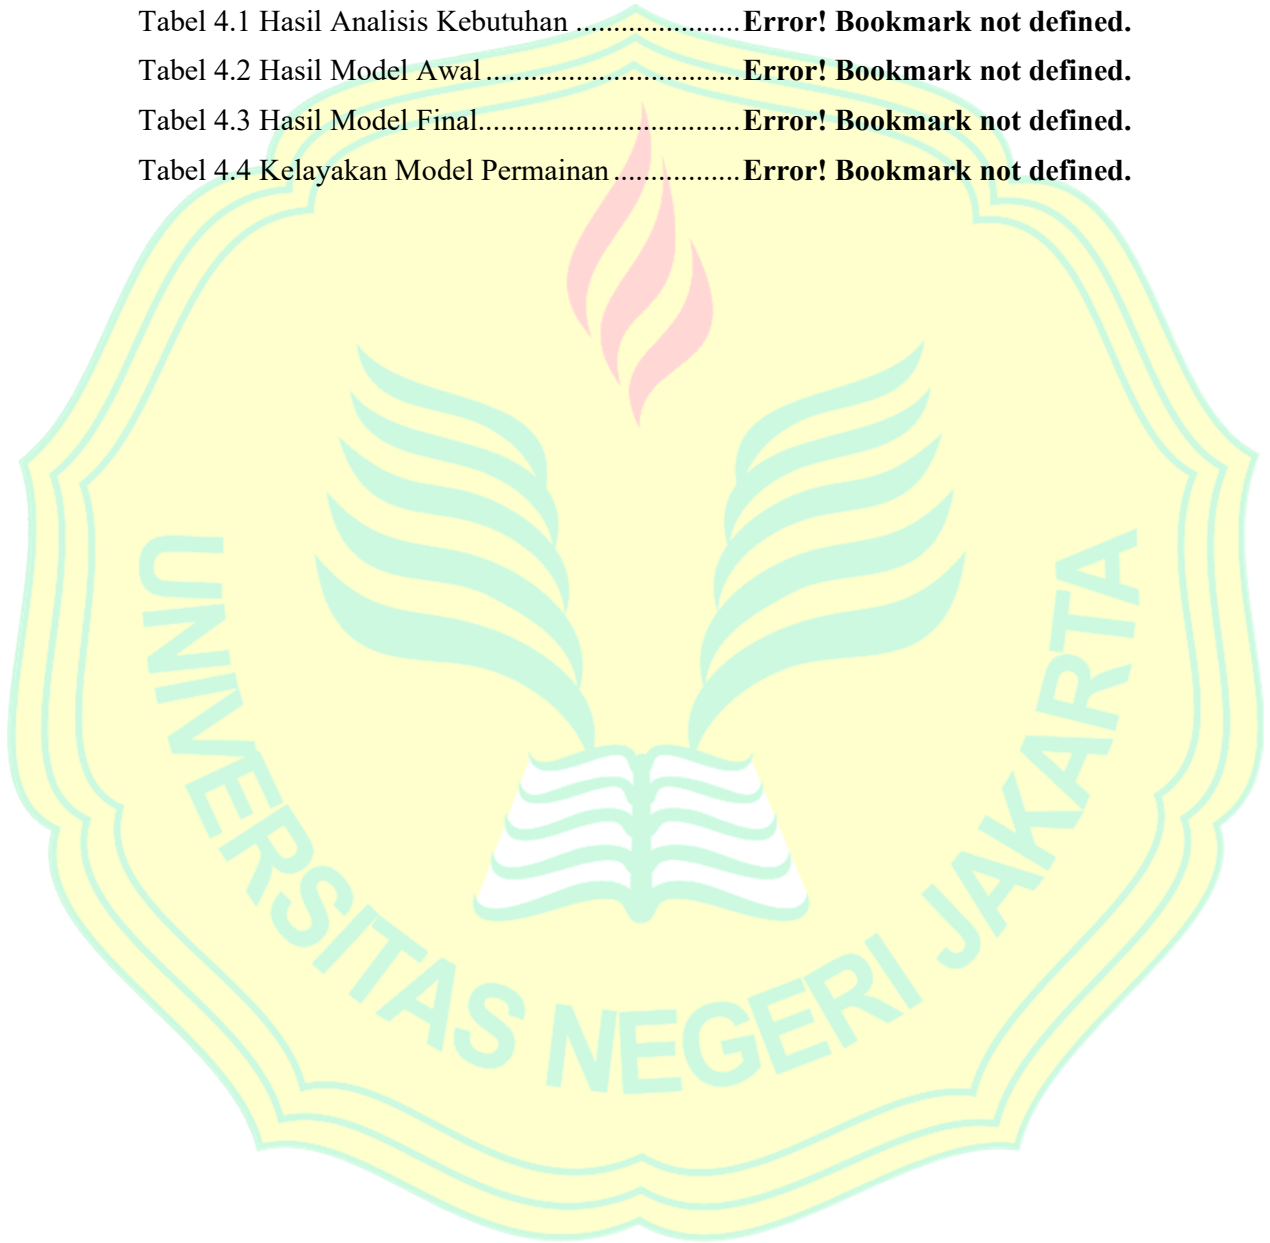 Tabel 4.1 Hasil Analisis Kebutuhan ......................Error! Bookmark not defined.
Tabel 4.2 Hasil Model Awal..................................Error! Bookmark not defined.
Tabel 4.3 Hasil Model Final...................................Error! Bookmark not defined.
Tabel 4.4 Kelayakan Model Permainan .................Error! Bookmark not defined.
UNIVERSITAS NEGERI JAKARTA